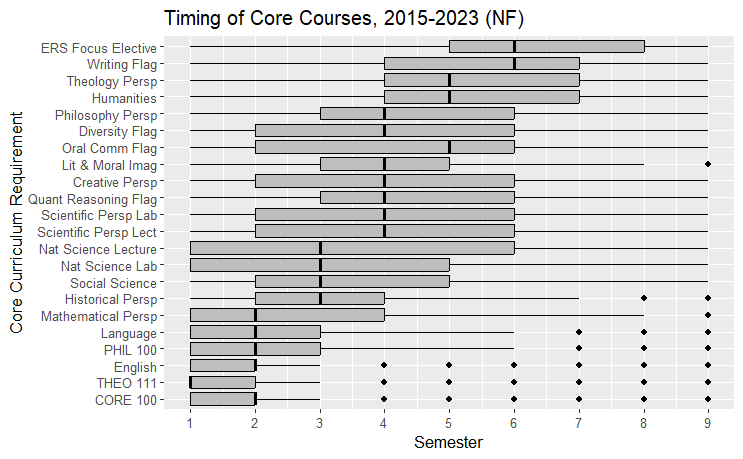 Timing of Core Courses, 2015-2023 (NF)
Core Curriculum Requirement
ERS Focus Elective
Writing Flag
Theology Persp
Humanities
Philosophy Persp
Diversity Flag
Oral Comm Flag
Lit & Moral Imag
Creative Persp
Quant Reasoning Flag
Scientific Persp Lab
Scientific Persp Lect
Nat Science Lecture
Nat Science Lab
Social Science
Historical Persp
Mathematical Persp
Language
PHIL 100
English
THEO 111
CORE 100
1 2 3 4 5 6 7 8 9
Semester